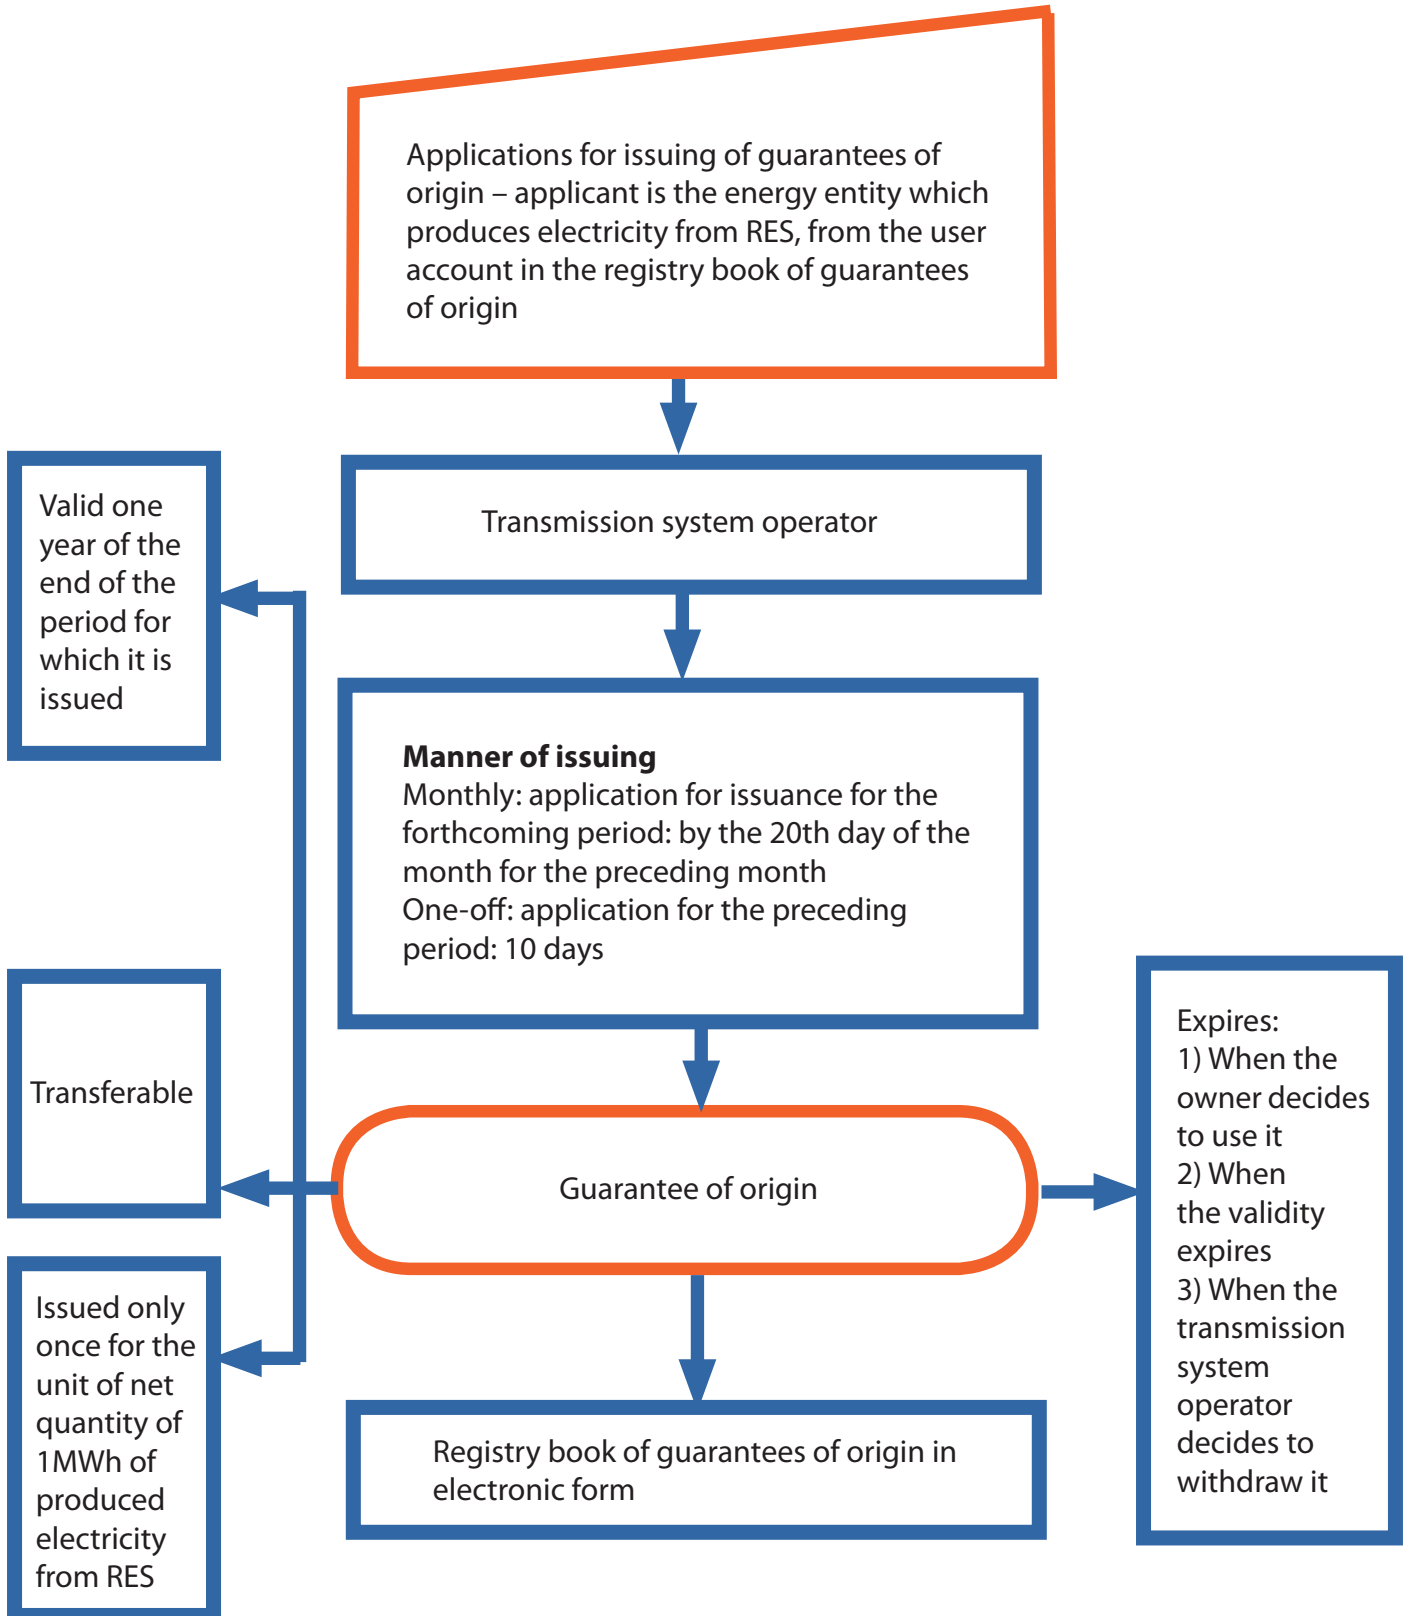 Applications for issuing of guarantees of
origin – applicant is the energy entity which
produces electricity from RES, from the user
account in the registry book of guarantees
of origin
Transmission system operator
Valid one
year of the
end of the
period for
which it is
issued
Manner of issuing
Monthly: application for issuance for the
forthcoming period: by the 20th day of the
month for the preceding month
One-off: application for the preceding
period: 10 days
Transferable
Guarantee of origin
Expires:
1) When the
owner decides
to use it
2) When
the validity
expires
3) When the
transmission
system
operator
decides to
withdraw it
Issued only
once for the
unit of net
quantity of
1MWh of
produced
electricity
from RES
Registry book of guarantees of origin in
electronic form